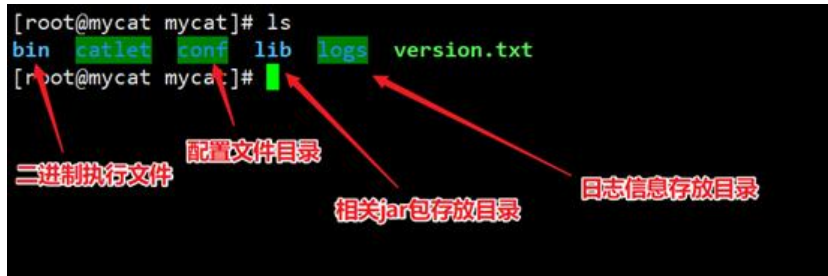 [root@mycat mycat]# ls
bin catlet conf lib logs version.txt
[root@mycat mycat]#
配置文件目录
二进制执行文件
日志信息存放目录
相关jar包存放目录